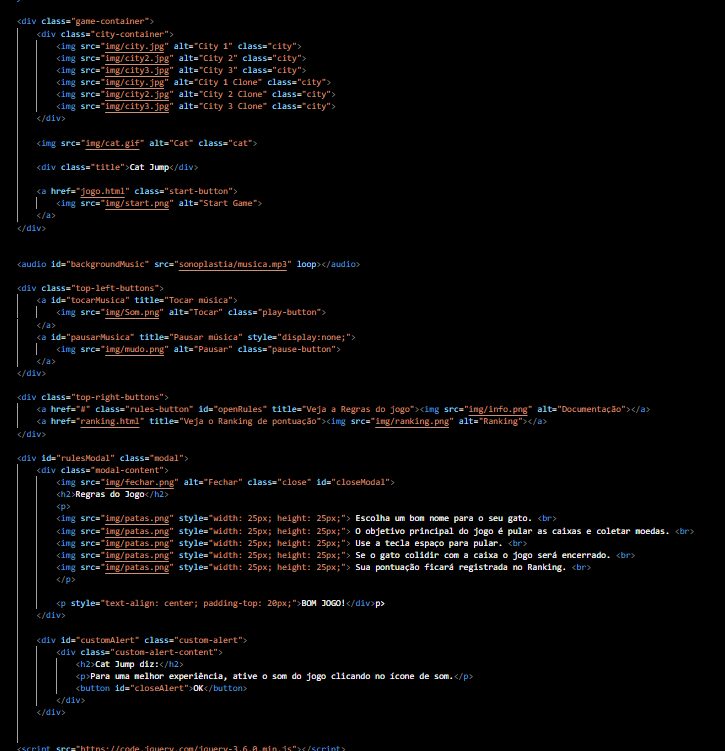 <div class="game-container">
<div class="city-container">
<img src="img/city.jpg" alt="City 1" class="city">
<img src="img/city2.jpg" alt="City 2" class="city">
<img src="img/city3.jpg" alt="City 3" class="city">
<img src="img/city.jpg" alt="City 1 Clone" class="city">
<img src="img/city2.jpg" alt="City 2 Clone" class="city">
<img src="img/city3.jpg" alt="City 3 Clone" class="city">
</div>
<img src="img/cat.gif" alt="Cat" class="cat">
<div class="title">Cat Jump</div>
<a href="jogo.html" class="start-button">
<img src="img/start.png" alt="Start Game">
</a>
</div>
<audio id="backgroundMusic" src="sonoplastia/musica.mp3" loop></audio>
<div class="top-left-buttons">
<a id="tocarMusica" title="Tocar música">
<img src="img/Som.png" alt="Tocar" class="play-button">
</a>
<a id="pausarMusica" title="Pausar música" style="display:none;">
<img src="img/mudo.png" alt="Pausar" class="pause-button">
</a>
</div>
<div class="top-right-buttons">
<a href="#" class="rules-button" id="openRules" title="Veja a Regras do jogo"><img src="img/info.png" alt="Documentação"></a>
<a href="ranking.html" title="Veja o Ranking de pontuação"><img src="img/ranking.png" alt="Ranking"></a>
</div>
<div id="rulesModal" class="modal">
<div class="modal-content">
<img src="img/fechar.png" alt="Fechar" class="close" id="closeModal">
<h2>Regras do Jogo</h2>
<p>
<img src="img/patas.png" style="width: 25px; height: 25px;"> Escolha um bom nome para o seu gato. <br>
<img src="img/patas.png" style="width: 25px; height: 25px;"> O objetivo principal do jogo é pular as caixas e coletar moedas. <br>
<img src="img/patas.png" style="width: 25px; height: 25px;"> Use a tecla espaço para pular. <br>
<img src="img/patas.png" style="width: 25px; height: 25px;"> Se o gato colidir com a caixa o jogo será encerrado. <br>
<img src="img/patas.png" style="width: 25px; height: 25px;"> Sua pontuação ficará registrada no Ranking. <br>
</p>
<p style="text-align: center; padding-top: 20px;">BOM JOGO!</div>p>
</div>
<div id="customAlert" class="custom-alert">
<div class="custom-alert-content">
<h2>Cat Jump diz:</h2>
<p>Para uma melhor experiência, ative o som do jogo clicando no ícone de som.</p>
<button id="closeAlert">OK</button>
</div>
</div>
<script src="https://code.jquery.com/jquery-3.6.0.min.js"></script>